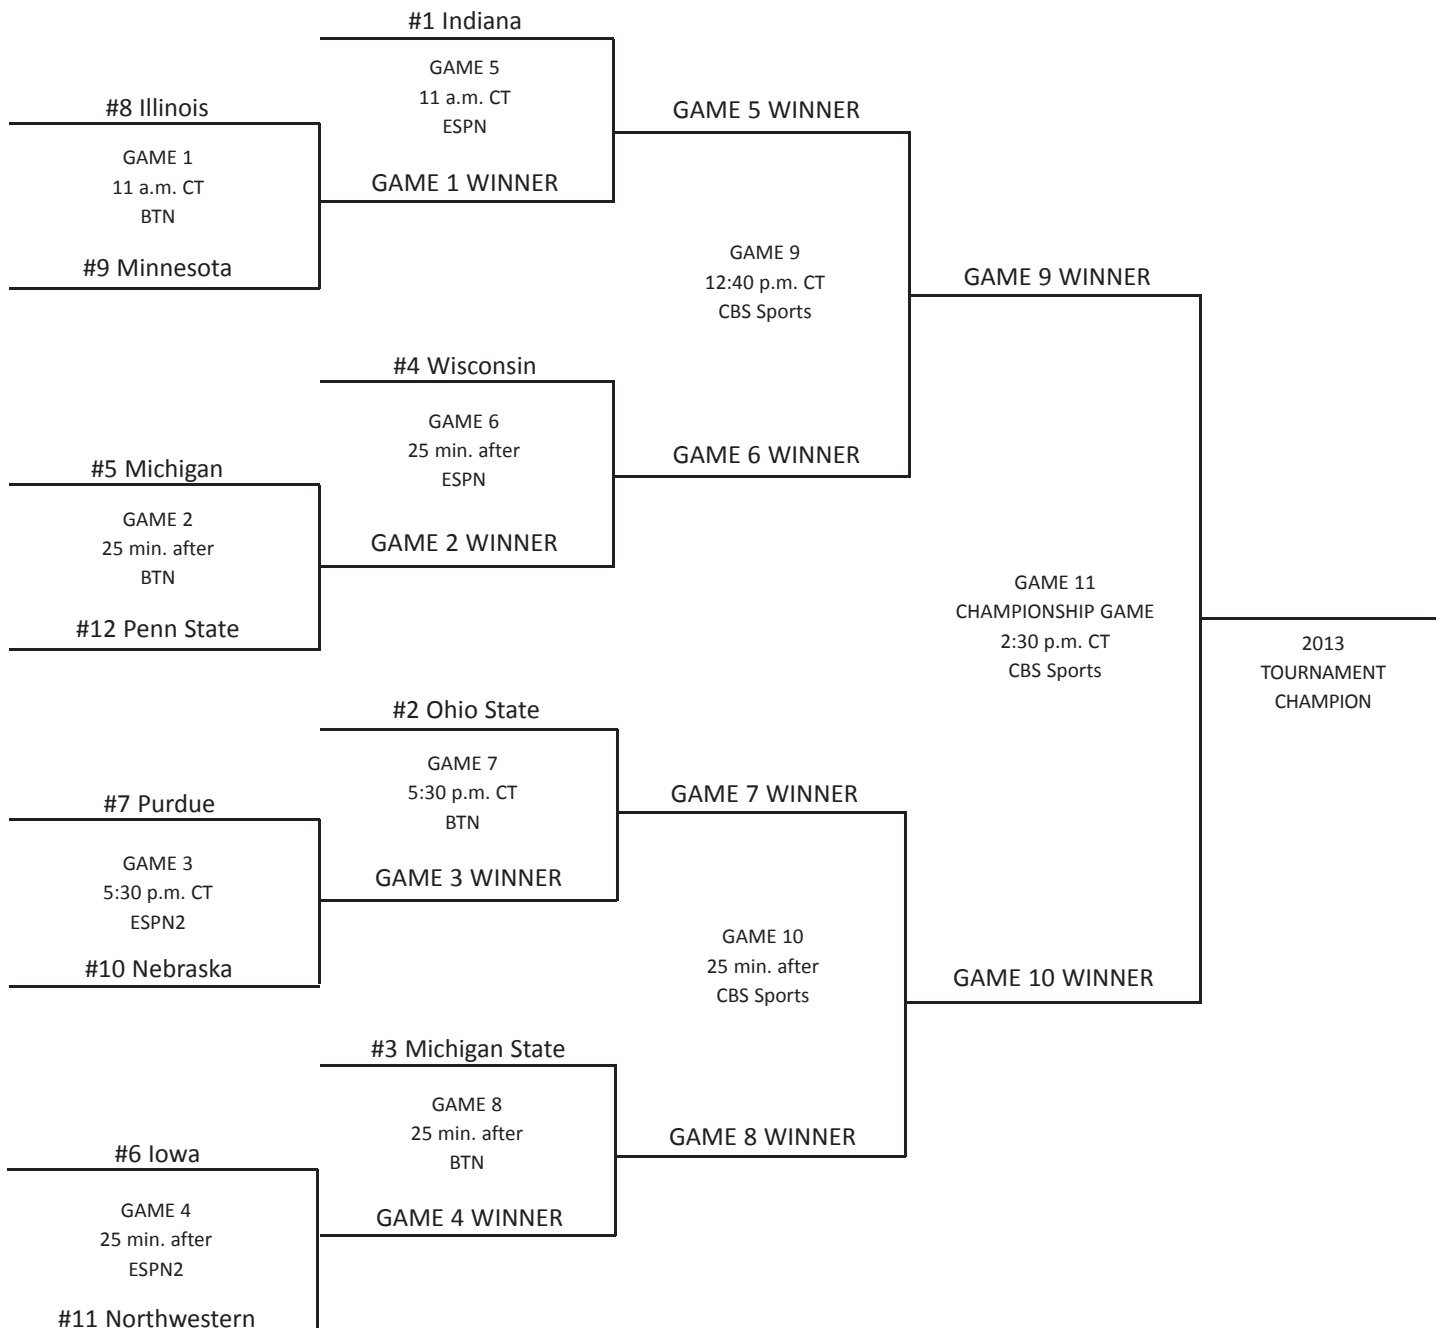 #1 Indiana
GAME 5
11 a.m. CT
ESPN
GAME 1 WINNER
#8 Illinois
GAME 1
11 a.m. CT
BTN
#9 Minnesota
GAME 5 WINNER
GAME 9
12:40 p.m. CT
CBS Sports
GAME 6 WINNER
#4 Wisconsin
GAME 6
25 min. after
ESPN
GAME 2 WINNER
#5 Michigan
GAME 2
25 min. after
BTN
#12 Penn State
GAME 9 WINNER
GAME 11
CHAMPIONSHIP GAME
2:30 p.m. CT
CBS Sports
GAME 10 WINNER
2013
TOURNAMENT
CHAMPION
#2 Ohio State
GAME 7
5:30 p.m. CT
BTN
GAME 3 WINNER
#7 Purdue
GAME 3
5:30 p.m. CT
ESPN2
#10 Nebraska
GAME 7 WINNER
GAME 10
25 min. after
CBS Sports
GAME 8 WINNER
#3 Michigan State
GAME 8
25 min. after
BTN
GAME 4 WINNER
#6 Iowa
GAME 4
25 min. after
ESPN2
#11 Northwestern